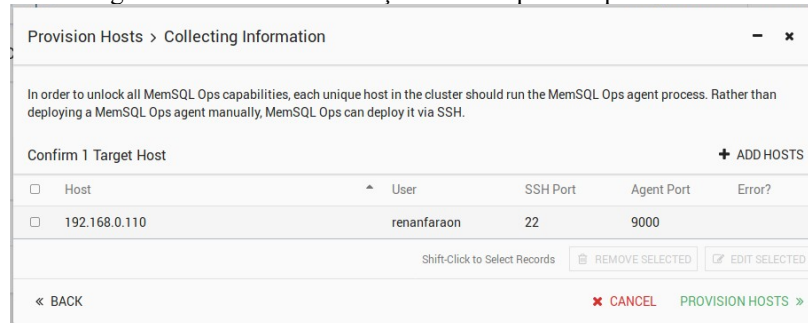 Provision Hosts > Collecting Information
In order to unlock all MemSQL Ops capabilities, each unique host in the cluster should run the MemSQL Ops agent process. Rather than
deploying a MemSQL Ops agent manually, MemSQL Ops can deploy it via SSH.
Confirm 1 Target Host + ADD HOSTS
Host User SSH Port Agent Port Error?
192.168.0.110 renanfaraon 22 9000
Shift-Click to Select Records REMOVE SELECTED EDIT SELECTED
« BACK ✖ CANCEL PROVISION HOSTS »